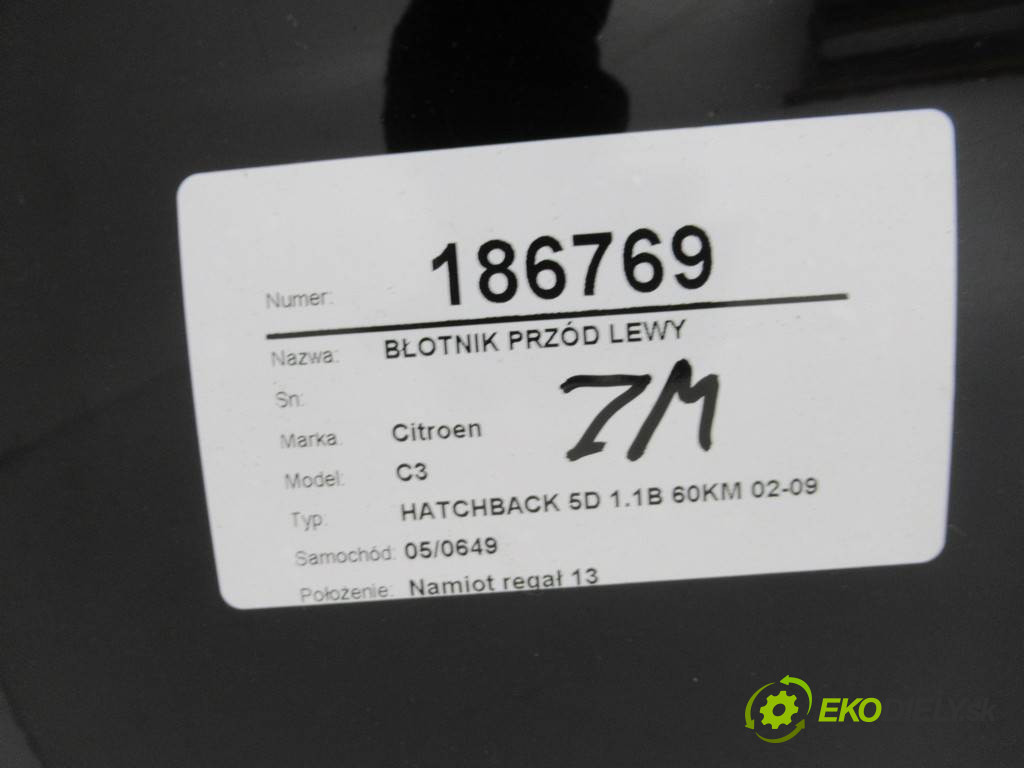 Numer: 186769
Nazwa: BŁOTNIK PRZÓD LEWY
Sn:
Marka. Citroen
Model: C3
Typ: HATCHBACK 5D 1.1B 60KM 02-09
Samochód: 05/0649
Położenie: Namiot regał 13
EKODIELY.sk